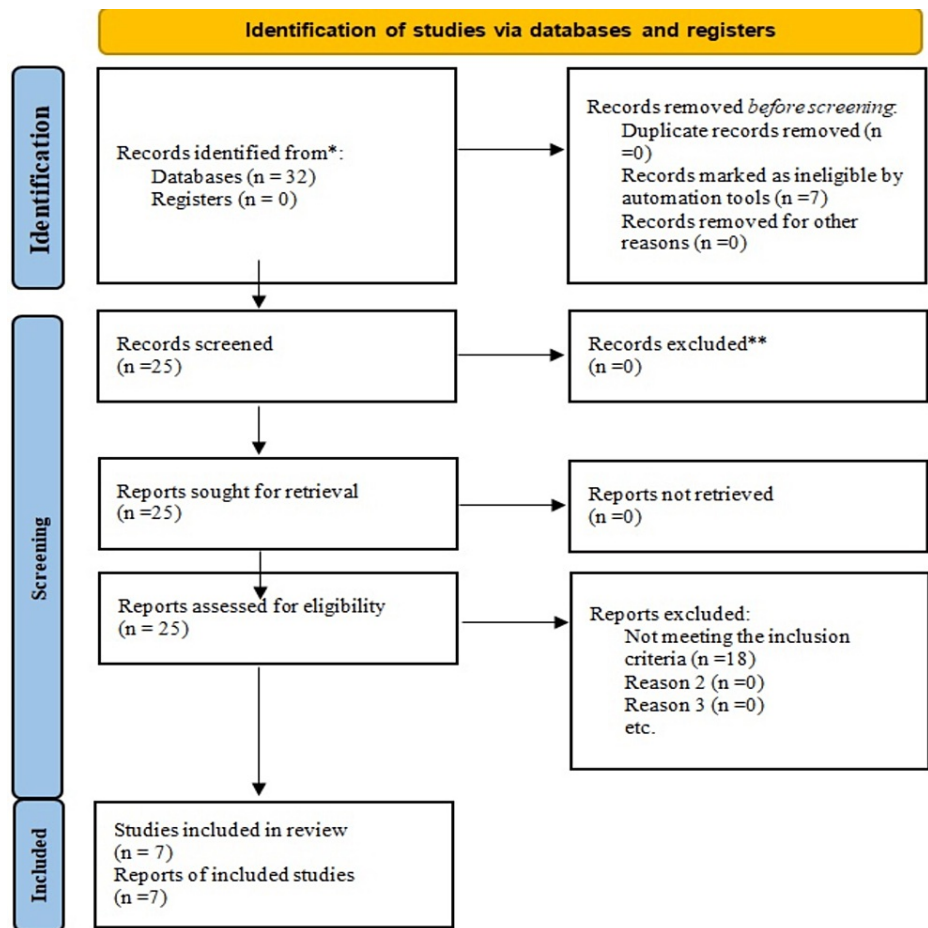 Identification of studies via databases and registers
Identification
Records identified from*:
Databases (n = 32)
Registers (n = 0)
Records removed before screening:
Duplicate records removed (n
=0)
Records marked as ineligible by
automation tools (n =7)
Records removed for other
reasons (n =0)
Screening
Records screened
(n =25)
Records excluded**
(n =0)
Reports sought for retrieval
(n =25)
Reports not retrieved
(n =0)
Reports assessed for eligibility
(n = 25)
Reports excluded:
Not meeting the inclusion
criteria (n =18)
Reason 2 (n =0)
Reason 3 (n =0)
etc.
Included
Studies included in review
(n = 7)
Reports of included studies
(n =7)